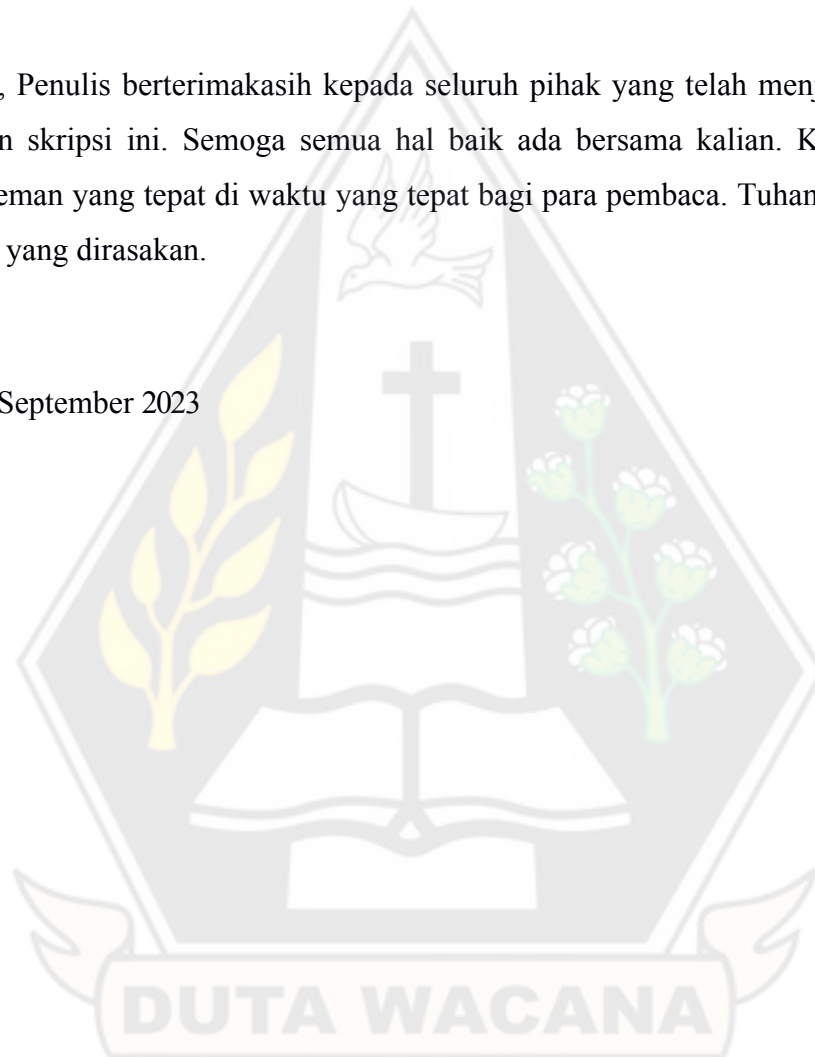 , Penulis berterimakasih kepada seluruh pihak yang telah menj
n skripsi ini. Semoga semua hal baik ada bersama kalian. K
eman yang tepat di waktu yang tepat bagi para pembaca. Tuhan
yang dirasakan.
September 2023
DUTA WACANA